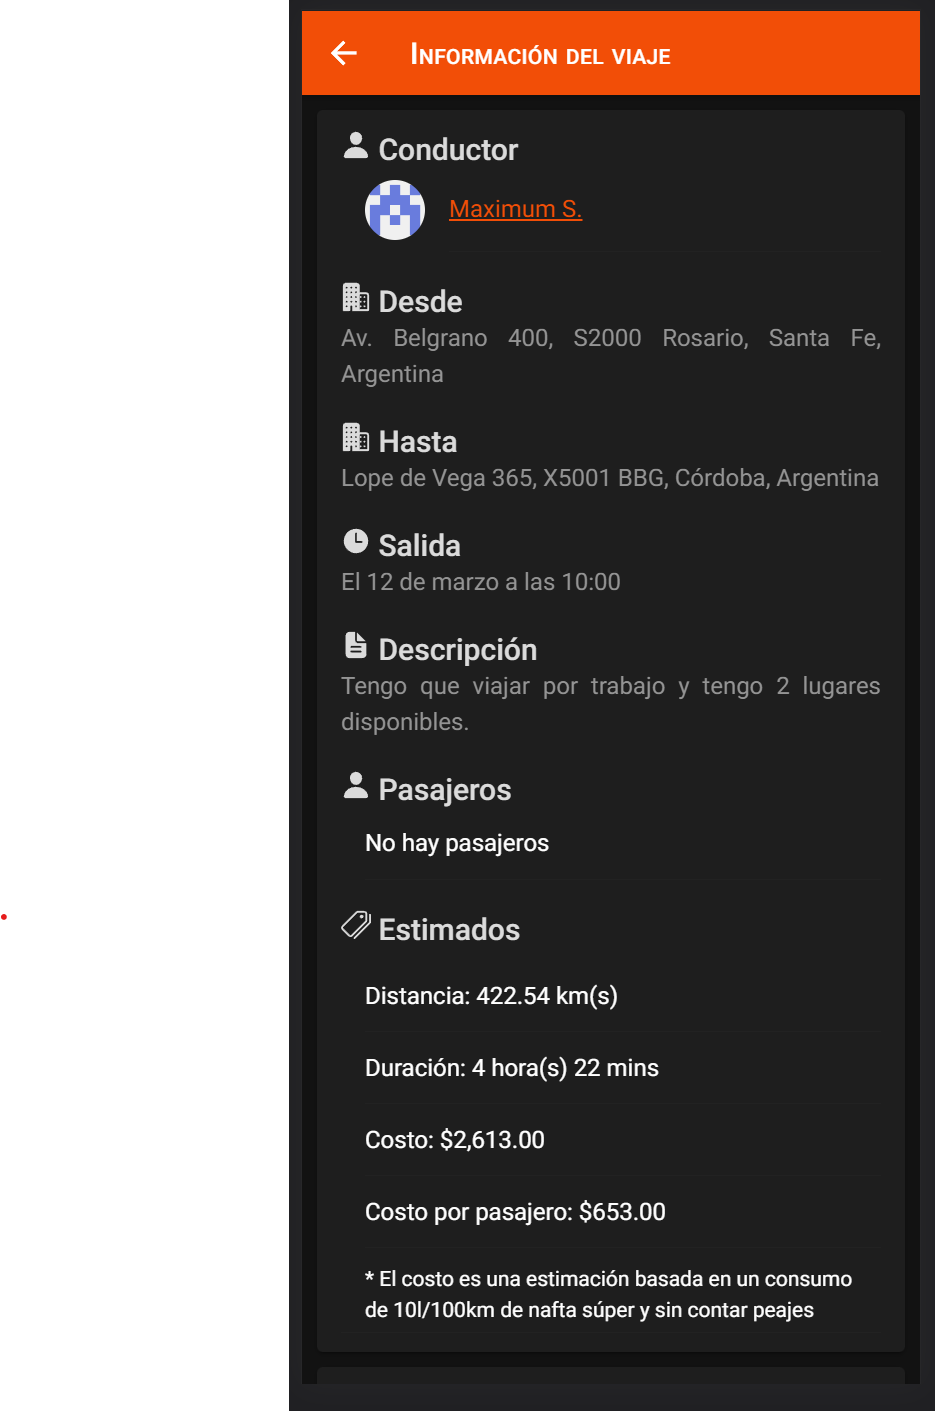 Información del viaje
Conductor
Maximum S.
Desde
Av. Belgrano 400, S2000 Rosario, Santa Fe,
Argentina
Hasta
Lope de Vega 365, X5001 BBG, Córdoba, Argentina
Salida
El 12 de marzo a las 10:00
Descripción
Tengo que viajar por trabajo y tengo 2 lugares
disponibles.
Pasajeros
No hay pasajeros
Estimados
Distancia: 422.54 km(s)
Duración: 4 hora(s) 22 mins
Costo: $2,613.00
Costo por pasajero: $653.00
* El costo es una estimación basada en un consumo
de 10l/100km de nafta súper y sin contar peajes